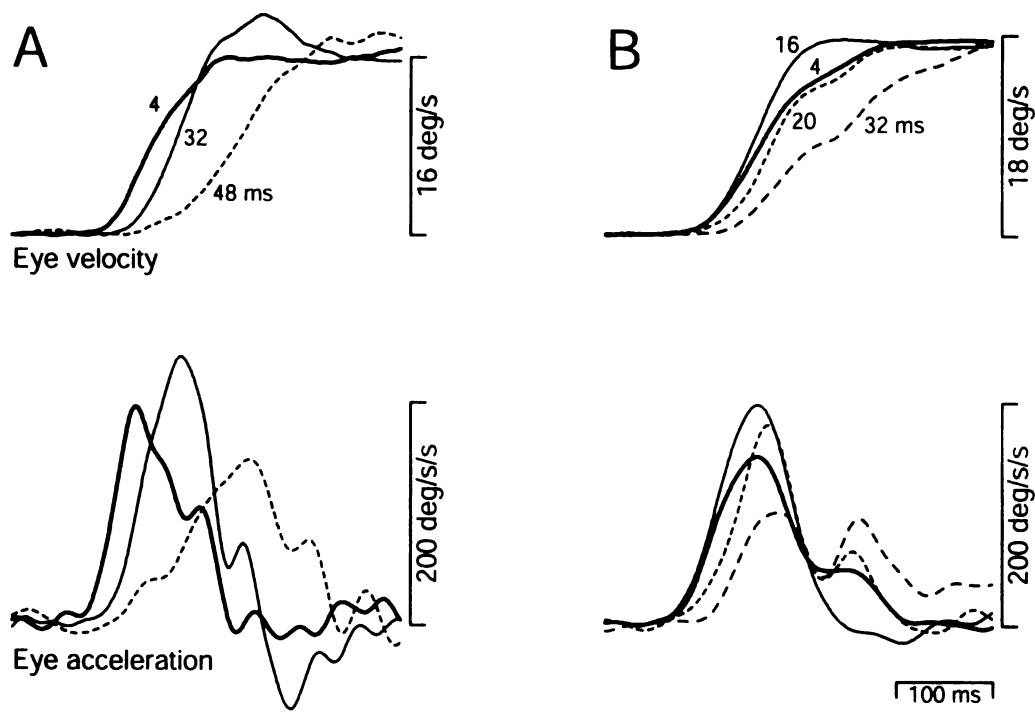 A
4
32
48 ms
16 deg/s
Eye velocity
B
16
4
20
32 ms
18 deg/s
200 deg/s/s
Eye acceleration
200 deg/s/s
100 ms